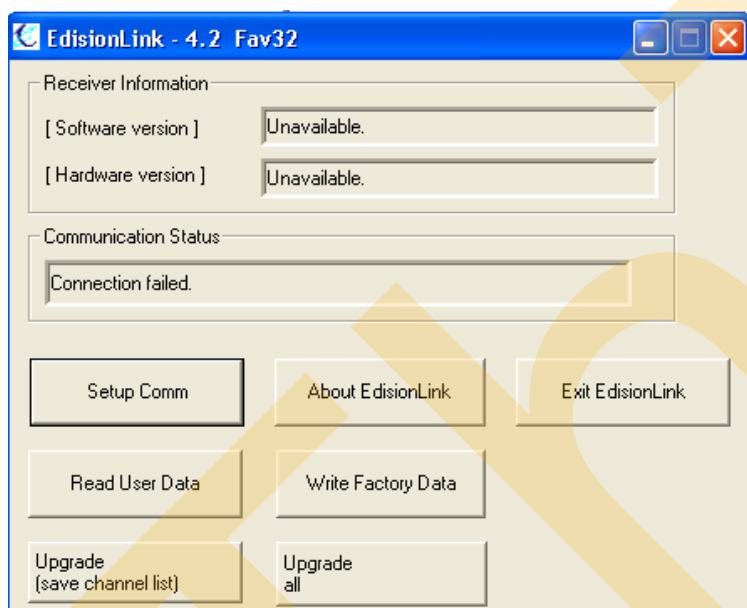 EdisionLink - 4.2 Fav32
Receiver Information
[ Software version ] Unavailable.
[ Hardware version ] Unavailable.
Communication Status
Connection failed.
Setup Comm About EdisionLink Exit EdisionLink
Read User Data Write Factory Data
Upgrade
(save channel list)
Upgrade
all